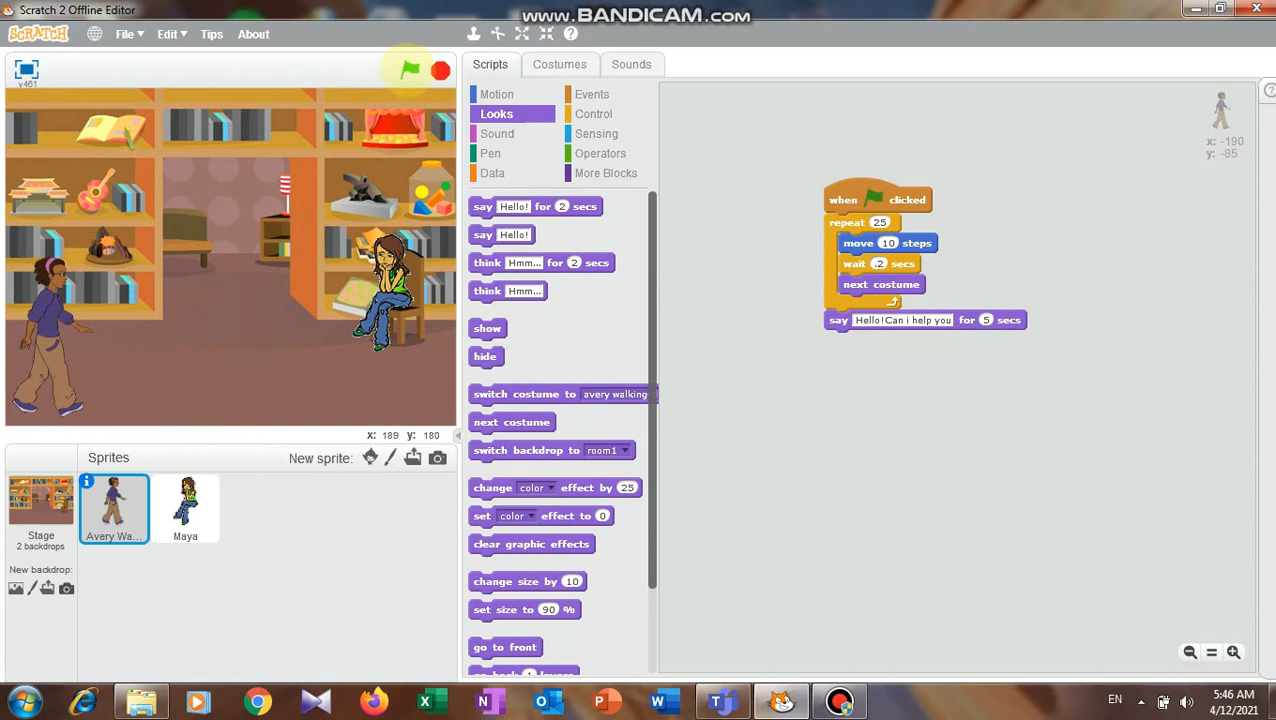 Scratch 2 Offline Editor
www.BANDICAM.com
SCRATCH File Edit Tips About
v461
Scripts Costumes Sounds
Motion Events
Looks Control
Sound Sensing
Pen Operators
Data More Blocks
say Hello! for 2 secs
say Hello!
think Hmm... for 2 secs
think Hmm...
show
hide
switch costume to avery walking
next costume
switch backdrop to room1
change color effect by 25
set color effect to 0
clear graphic effects
change size by 10
set size to 90 %
go to front
x: -190
y: -85
when clicked
repeat 25
move 10 steps
wait .2 secs
next costume
say Hello!Can i help you for 5 secs
x: 189 y: 180
Sprites New sprite:
Stage
2 backdrops
New backdrop:
Avery Wa...
Maya
EN
5:46 AM
4/12/2021